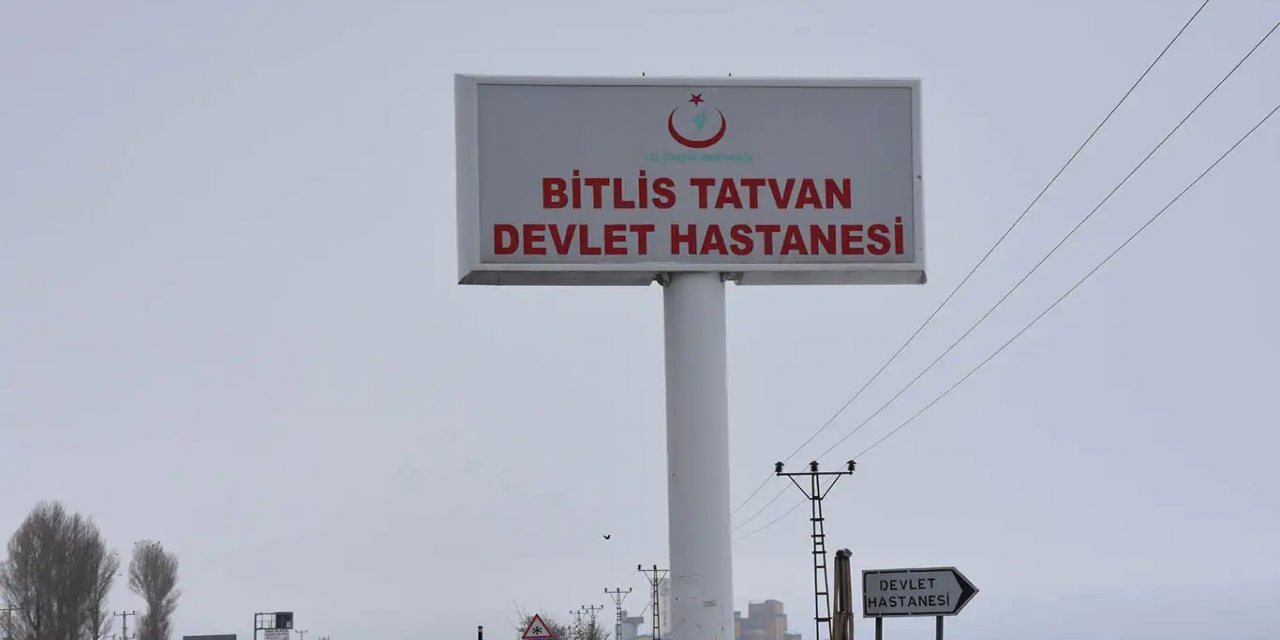 T.C. Sağlık Bakanlığı
BİTLİS TATVAN
DEVLET HASTANESİ
DEVLET
HASTANESİ